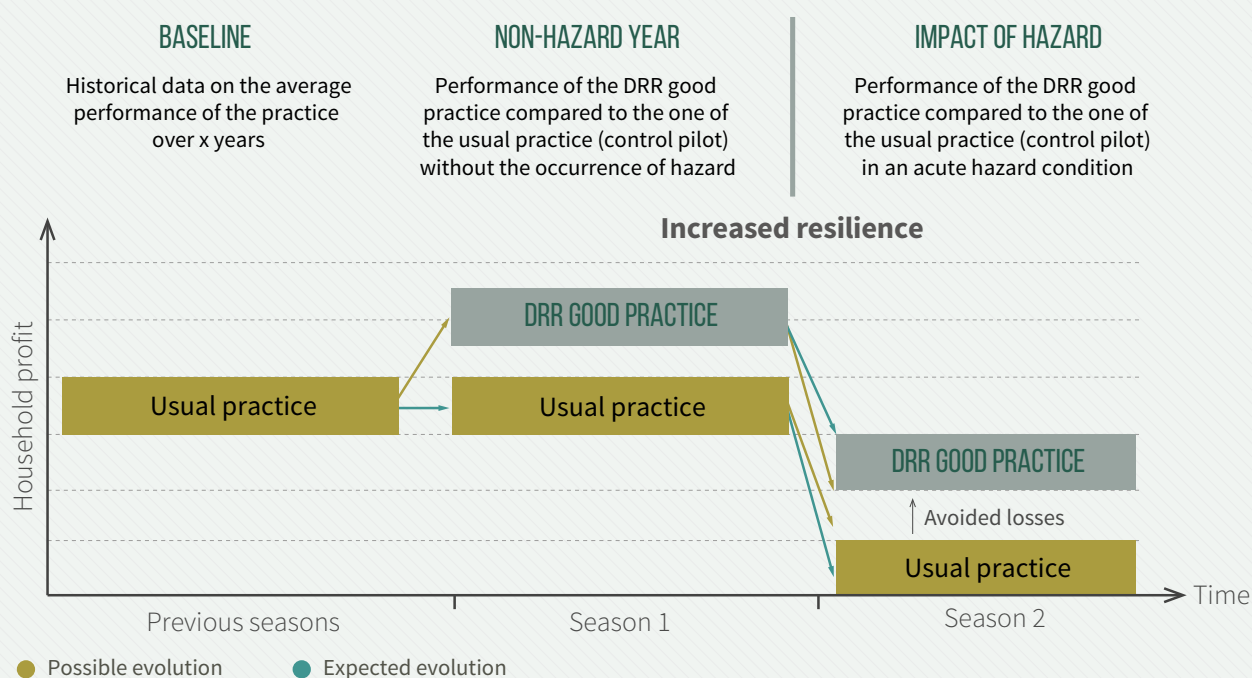 BASELINE
Historical data on the average
performance of the practice
over x years
NON-HAZARD YEAR
Performance of the DRR good
practice compared to the one of
the usual practice (control pilot)
without the occurrence of hazard
IMPACT OF HAZARD
Performance of the DRR good
practice compared to the one of
the usual practice (control pilot)
in an acute hazard condition
Increased resilience
Household profit
DRR GOOD PRACTICE
Usual practice
Usual practice
DRR GOOD PRACTICE
Avoided losses
Usual practice
Time
Previous seasons
Season 1
Season 2
Possible evolution
Expected evolution